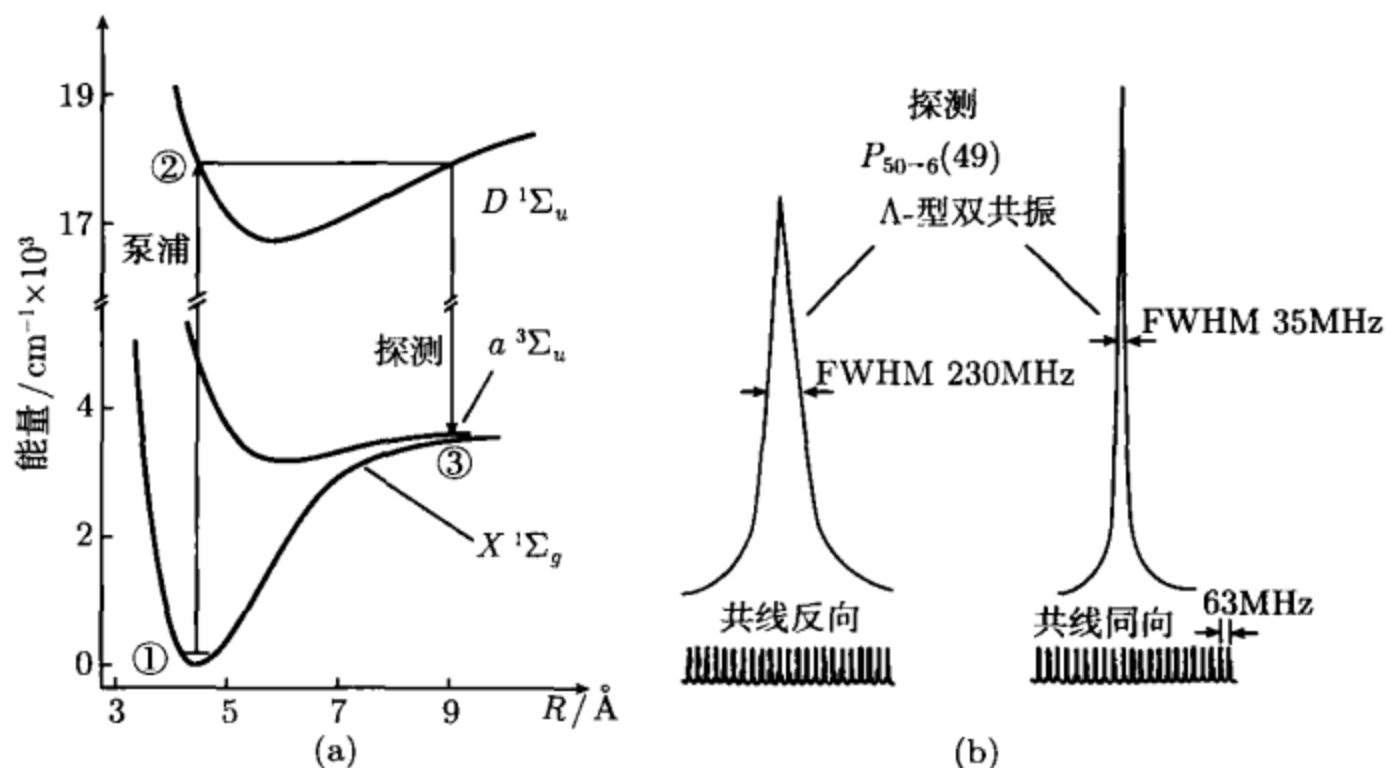 能量/cm⁻¹×10³
19
17
4
2
0
②
泵浦
D ¹Σᵤ
探测
a ³Σᵤ
③
X ¹Σg
①
3
5
7
9
R/Å
(a)
探测
P₅₀₋₆(49)
Λ-型双共振
FWHM 35MHz
FWHM 230MHz
共线反向
共线同向
63MHz
(b)